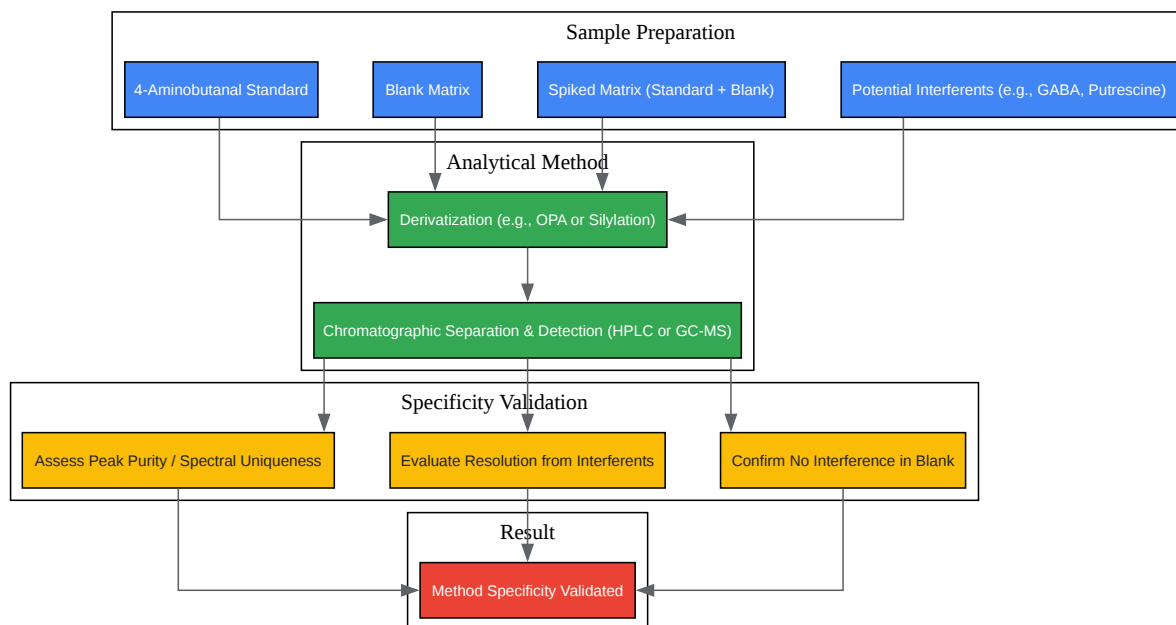 Sample Preparation
4-Aminobutanal Standard
Blank Matrix
Spiked Matrix (Standard + Blank)
Potential Interferents (e.g., GABA, Putrescine)
Analytical Method
Derivatization (e.g., OPA or Silylation)
Chromatographic Separation & Detection (HPLC or GC-MS)
Specificity Validation
Assess Peak Purity / Spectral Uniqueness
Evaluate Resolution from Interferents
Confirm No Interference in Blank
Result
Method Specificity Validated